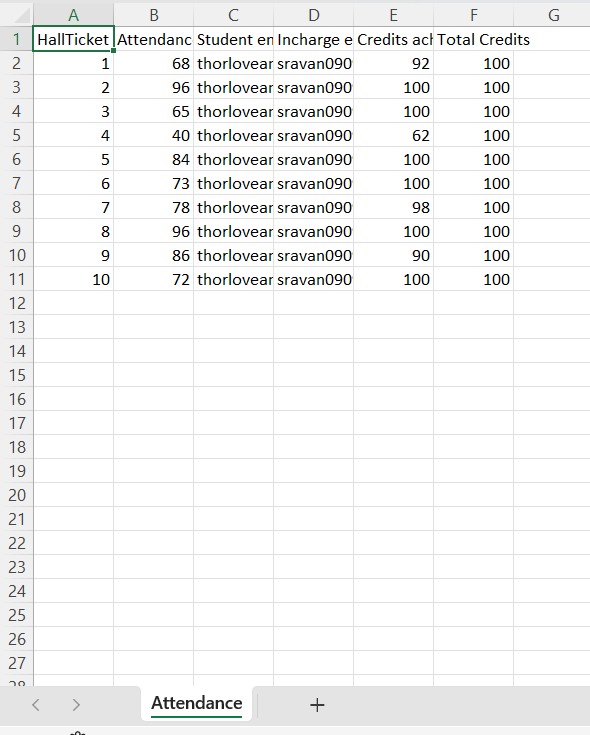 A B C D E F G
1 HallTicket Attendanc Student en Incharge e Credits ach Total Credits
2 1 68 thorlovear sravan090 92 100
3 2 96 thorlovear sravan090 100 100
4 3 65 thorlovear sravan090 100 100
5 4 40 thorlovear sravan090 62 100
6 5 84 thorlovear sravan090 100 100
7 6 73 thorlovear sravan090 100 100
8 7 78 thorlovear sravan090 98 100
9 8 96 thorlovear sravan090 100 100
10 9 86 thorlovear sravan090 90 100
11 10 72 thorlovear sravan090 100 100
12
13
14
15
16
17
18
19
20
21
22
23
24
25
26
27
28
Attendance